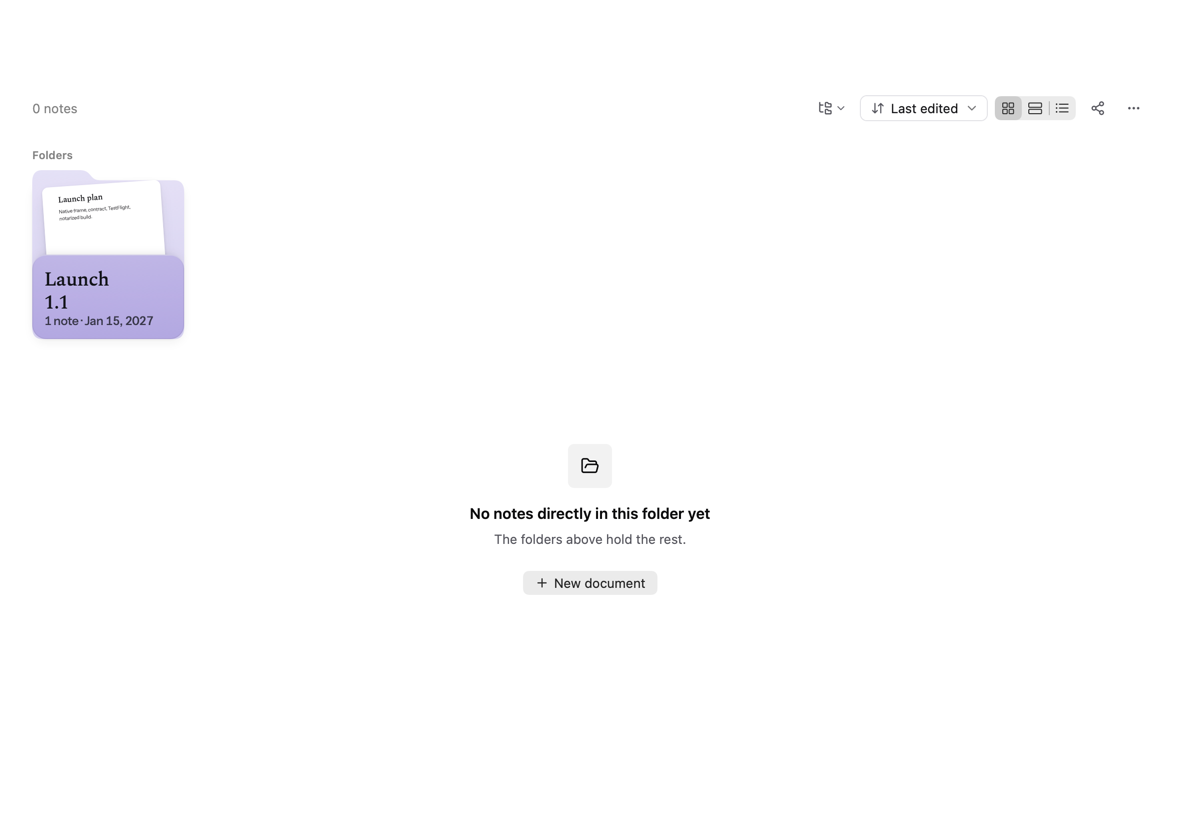 0 notes
Last edited
Folders
Launch plan
Native frame, contract, TestFlight,
notarized build.
Launch
1.1
1 note · Jan 15, 2027
No notes directly in this folder yet
The folders above hold the rest.
New document